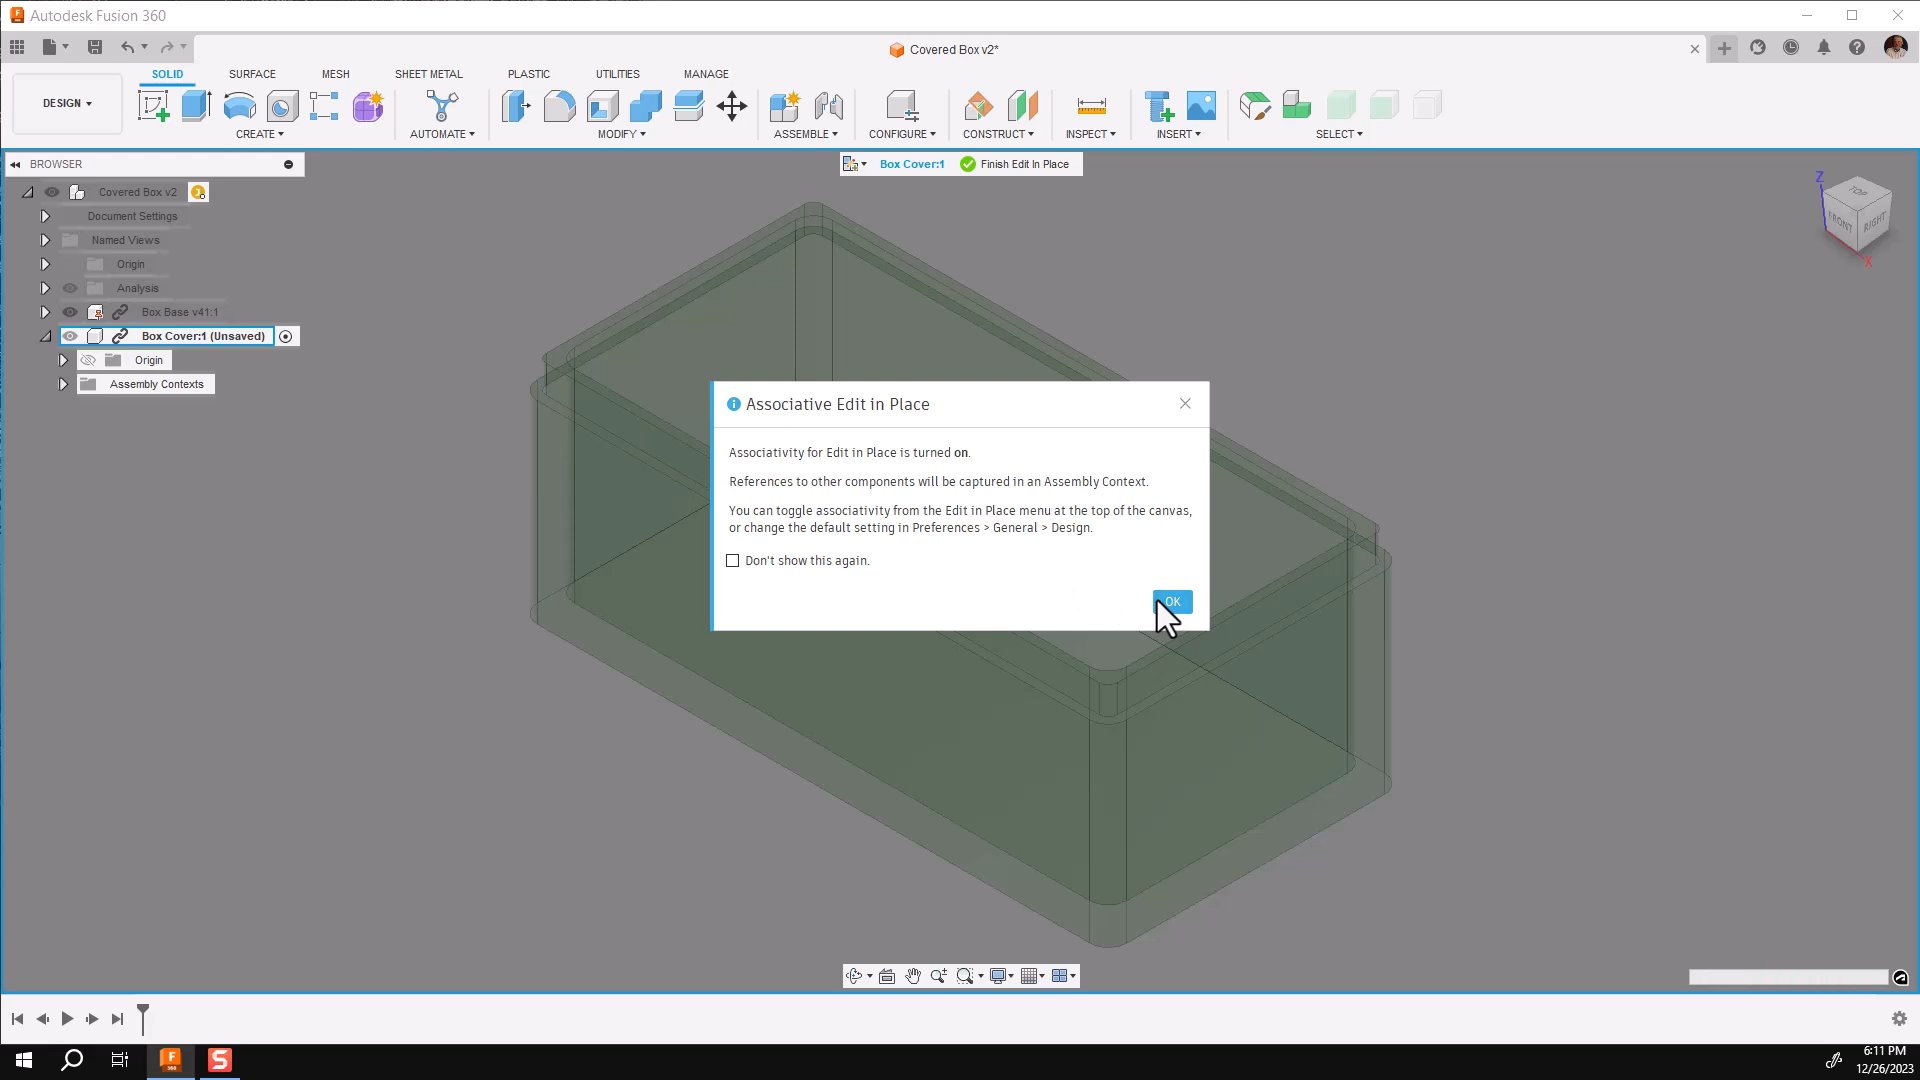 Autodesk Fusion 360
Covered Box v2*
DESIGN
SOLID
SURFACE
MESH
SHEET METAL
PLASTIC
UTILITIES
MANAGE
CREATE
AUTOMATE
MODIFY
ASSEMBLE
CONFIGURE
CONSTRUCT
INSPECT
INSERT
SELECT
BROWSER
Box Cover:1
Finish Edit In Place
Covered Box v2
Document Settings
Named Views
Origin
Analysis
Box Base v41:1
Box Cover:1 (Unsaved)
Origin
Assembly Contexts
Z
TOP
FRONT
RIGHT
X
Associative Edit in Place
Associativity for Edit in Place is turned on.
References to other components will be captured in an Assembly Context.
You can toggle associativity from the Edit in Place menu at the top of the canvas,
or change the default setting in Preferences > General > Design.
Don't show this again.
OK
F
360
S
6:11 PM
12/26/2023